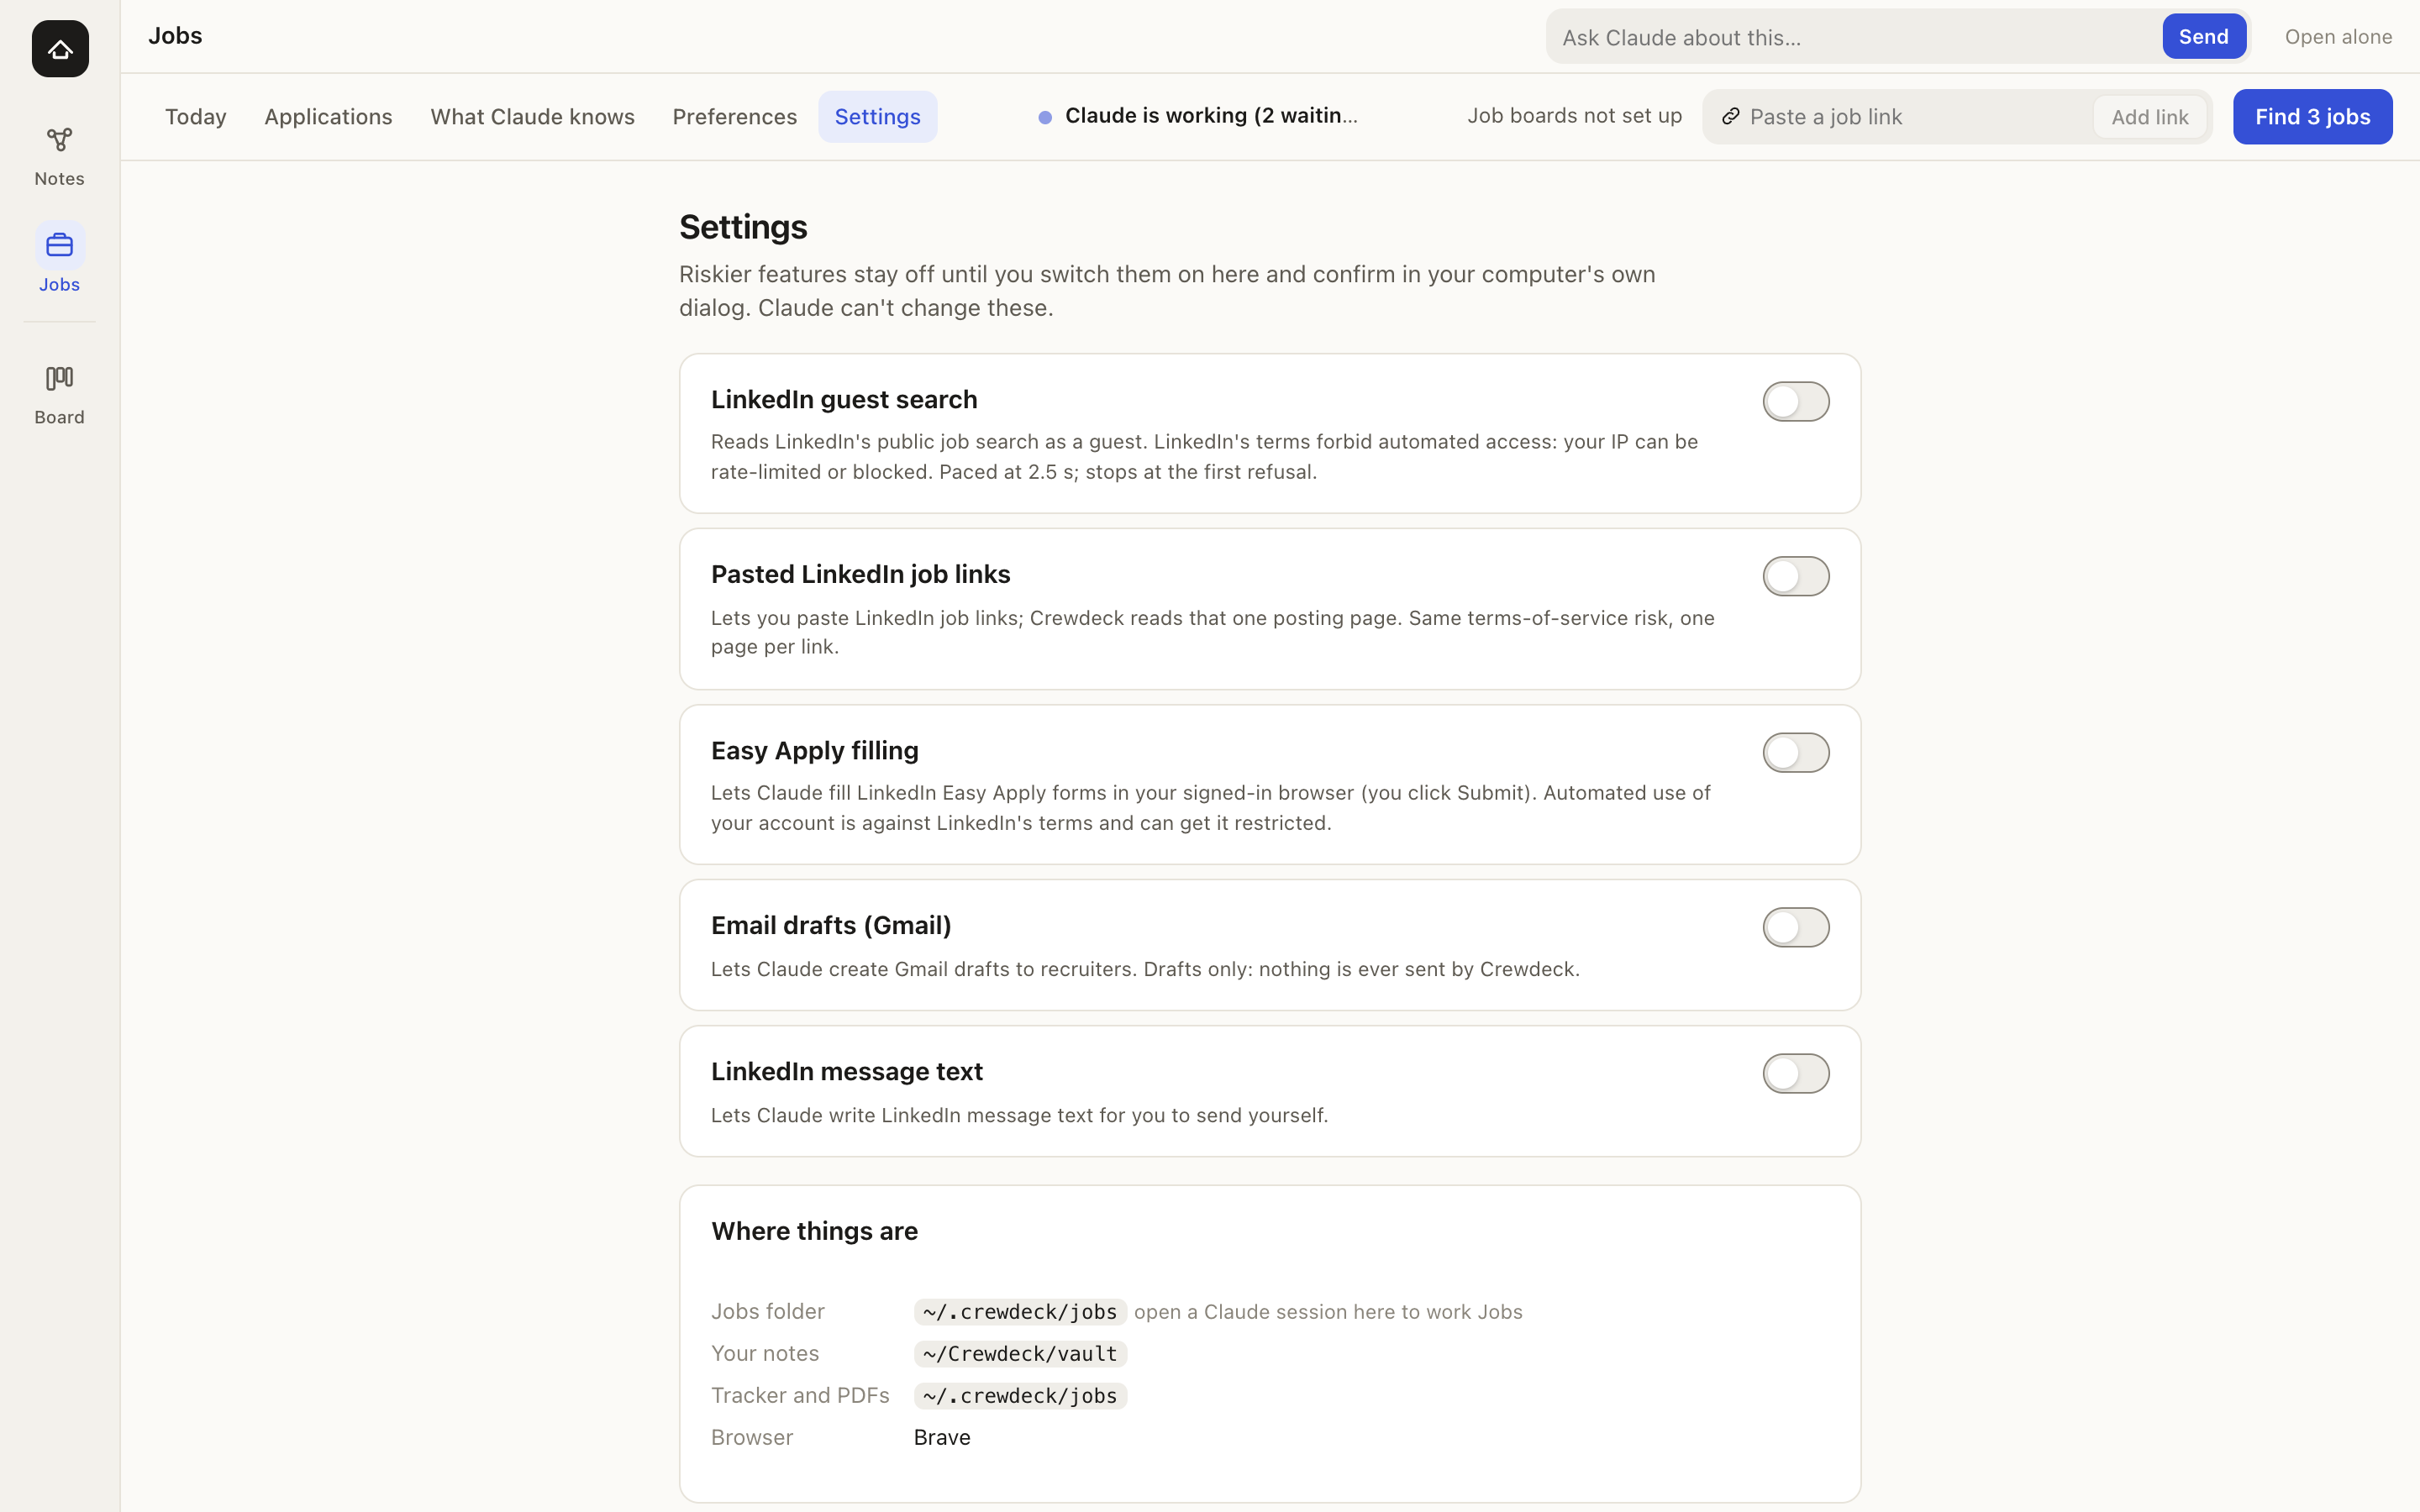 Jobs
Ask Claude about this...
Send
Open alone
Notes
Jobs
Board
Today
Applications
What Claude knows
Preferences
Settings
Claude is working (2 waitin...
Job boards not set up
Paste a job link
Add link
Find 3 jobs
Settings
Riskier features stay off until you switch them on here and confirm in your computer's own
dialog. Claude can't change these.
LinkedIn guest search
Reads LinkedIn's public job search as a guest. LinkedIn's terms forbid automated access: your IP can be
rate-limited or blocked. Paced at 2.5 s; stops at the first refusal.
Pasted LinkedIn job links
Lets you paste LinkedIn job links; Crewdeck reads that one posting page. Same terms-of-service risk, one
page per link.
Easy Apply filling
Lets Claude fill LinkedIn Easy Apply forms in your signed-in browser (you click Submit). Automated use of
your account is against LinkedIn's terms and can get it restricted.
Email drafts (Gmail)
Lets Claude create Gmail drafts to recruiters. Drafts only: nothing is ever sent by Crewdeck.
LinkedIn message text
Lets Claude write LinkedIn message text for you to send yourself.
Where things are
Jobs folder ~/.crewdeck/jobs open a Claude session here to work Jobs
Your notes ~/Crewdeck/vault
Tracker and PDFs ~/.crewdeck/jobs
Browser Brave